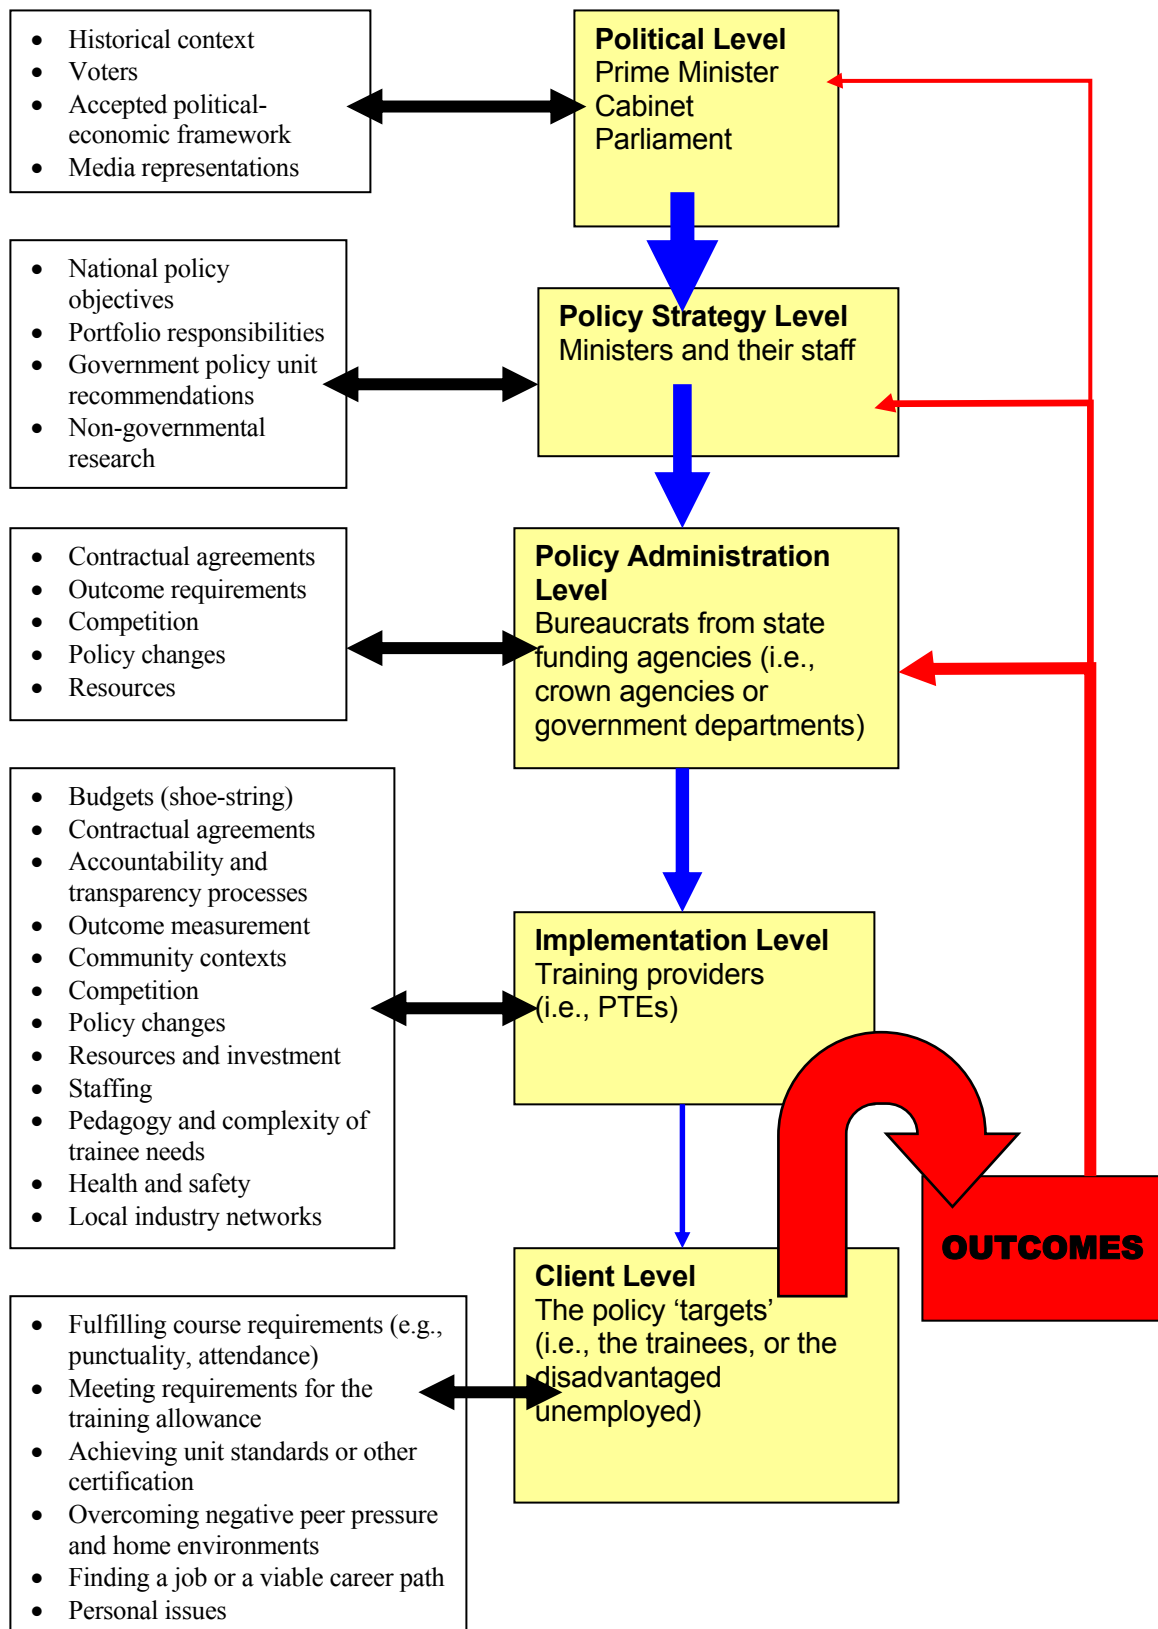 • Historical context
• Voters
• Accepted political-
economic framework
• Media representations
Political Level
Prime Minister
Cabinet
Parliament
• National policy
objectives
• Portfolio responsibilities
• Government policy unit
recommendations
• Non-governmental
research
Policy Strategy Level
Ministers and their staff
• Contractual agreements
• Outcome requirements
• Competition
• Policy changes
• Resources
Policy Administration
Level
Bureaucrats from state
funding agencies (i.e.,
crown agencies or
government departments)
• Budgets (shoe-string)
• Contractual agreements
• Accountability and
transparency processes
• Outcome measurement
• Community contexts
• Competition
• Policy changes
• Resources and investment
• Staffing
• Pedagogy and complexity of
trainee needs
• Health and safety
• Local industry networks
Implementation Level
Training providers
(i.e., PTEs)
OUTCOMES
• Fulfilling course requirements (e.g.,
punctuality, attendance)
• Meeting requirements for the
training allowance
• Achieving unit standards or other
certification
• Overcoming negative peer pressure
and home environments
• Finding a job or a viable career path
• Personal issues
Client Level
The policy ‘targets’
(i.e., the trainees, or the
disadvantaged
unemployed)